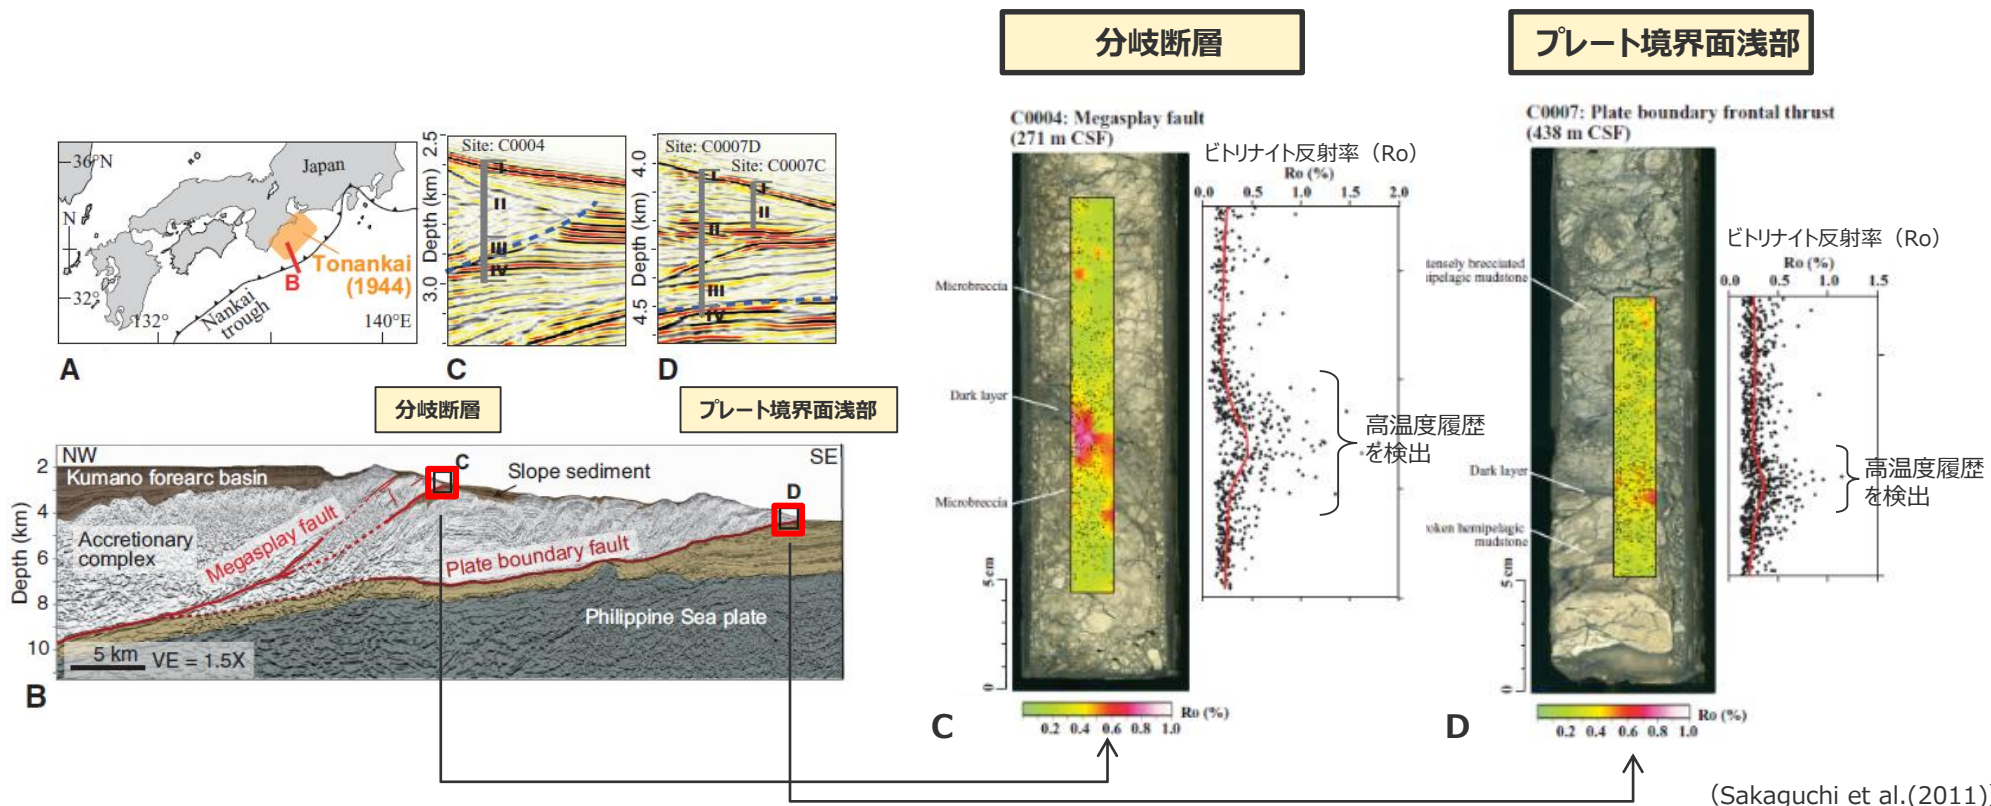 分岐断層
プレート境界面浅部
36°N
Japan
N
Tonankai
(1944)
B
32°
Nankai
trough
132°
140°E
A
Site: C0004
2.5
Depth (km)
3.0
I
II
III
IV
C
Site: C0007D
Site: C0007C
4.0
Depth (km)
4.5
I
II
III
IV
I
II
D
分岐断層
プレート境界面浅部
NW
SE
C
D
Kumano forearc basin
Slope sediment
Accretionary
complex
Megasplay fault
Plate boundary fault
Philippine Sea plate
Depth (km)
2
4
6
8
10
5 km
VE = 1.5X
B
C0004: Megasplay fault
(271 m CSF)
ビトリナイト反射率（Ro）
Ro (%)
0.0 0.5 1.0 1.5 2.0
Microbreccia
Dark layer
Microbreccia
高温度履歴
を検出
5 cm
0
Ro (%)
0.2 0.4 0.6 0.8 1.0
C
C0007: Plate boundary frontal thrust
(438 m CSF)
ビトリナイト反射率（Ro）
Ro (%)
0.0 0.5 1.0 1.5
tensely brecciated
nipelagic mudstone
Dark layer
roken hemipelagic
mudstone
高温度履歴
を検出
5 cm
0
Ro (%)
0.2 0.4 0.6 0.8 1.0
D
（Sakaguchi et al.(2011)）